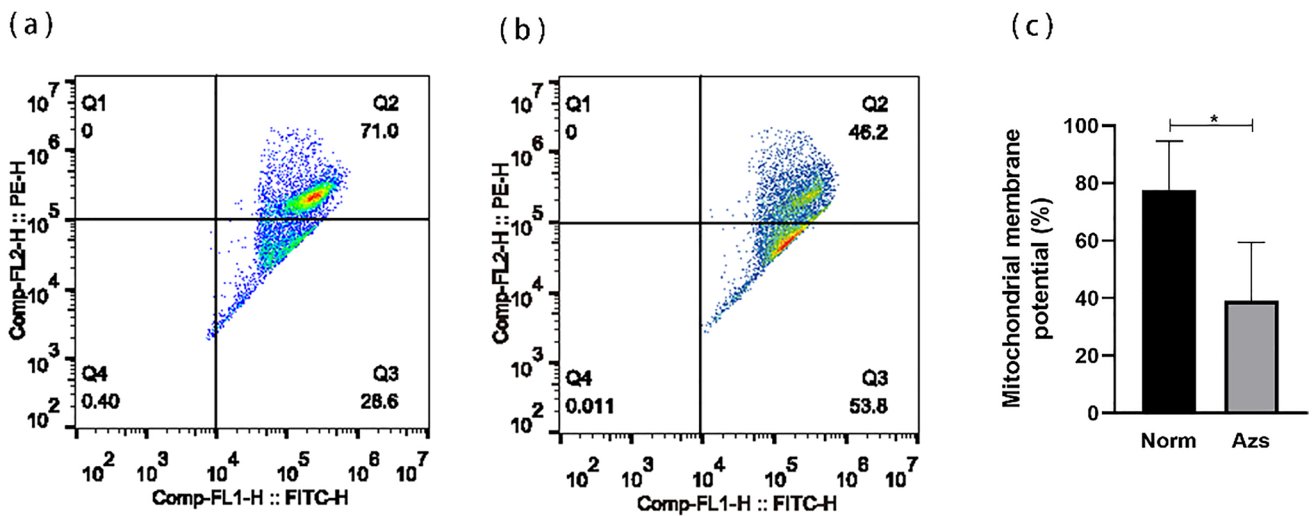 (a)
10^7
10^6
10^5
10^4
10^3
10^2
Comp-FL2-H :: PE-H
Q1
0
Q2
71.0
Q4
0.40
Q3
28.6
10^2 10^3 10^4 10^5 10^6 10^7
Comp-FL1-H :: FITC-H
(b)
10^7
10^6
10^5
10^4
10^3
10^2
Comp-FL2-H :: PE-H
Q1
0
Q2
46.2
Q4
0.011
Q3
53.8
10^2 10^3 10^4 10^5 10^6 10^7
Comp-FL1-H :: FITC-H
(c)
Mitochondrial membrane
potential (%)
100
80
60
40
20
0
*
Norm Azs